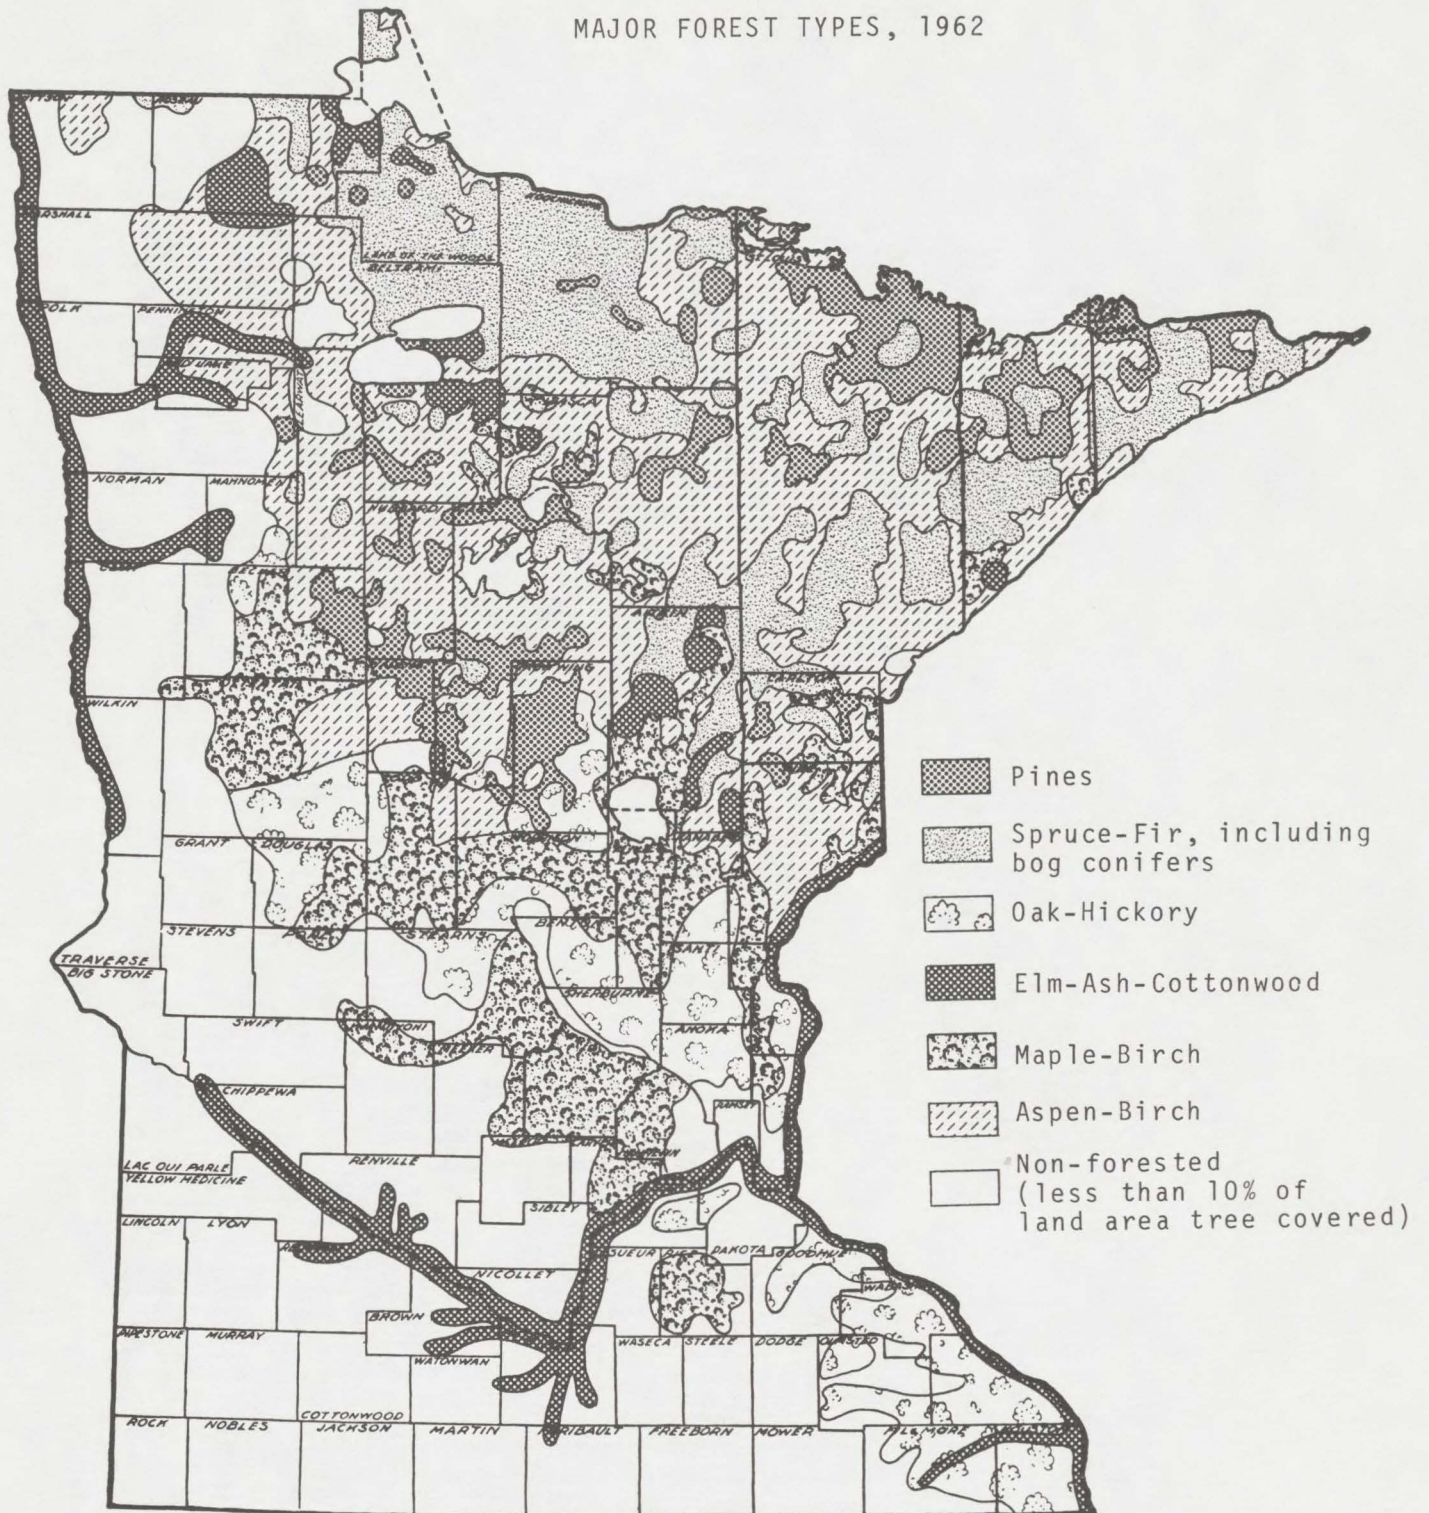 MAJOR FOREST TYPES, 1962
LAKE OF THE WOODS
BELTRAMI
POLK
NORMAN
MAHNOMEN
WILKIN
GRANT
DOUGLAS
STEVENS
STEARNS
BENTON
TRAVERSE
BIG STONE
SHERBURNE
SWIFT
ANOKA
CHIPPEWA
RAMSEY
LAC QUI PARLE
RENVILLE
YELLOW MEDICINE
SIBLEY
LINCOLN
LYON
DAKOTA
GOODHUE
NICOLLET
BROWN
PIPESTONE
MURRAY
WASECA
STEELE
DODGE
OLMSTED
WATONWAN
COTTONWOOD
ROCK
NOBLES
JACKSON
MARTIN
FREEBORN
MOWER
FILLMORE
Pines
Spruce-Fir, including
bog conifers
Oak-Hickory
Elm-Ash-Cottonwood
Maple-Birch
Aspen-Birch
Non-forested
(less than 10% of
land area tree covered)